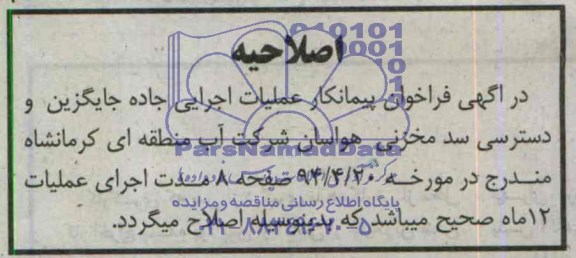 اصلاحیه
در آگهی فراخوان پیمانکار عملیات اجرایی جاده جایگزین و
دسترسی سد مخزنی هواسان شرکت آب منطقه ای کرمانشاه
مندرج در مورخه ۹۴/۴/۲۰ صفحه ۸ مدت اجرای عملیات
۱۲ماه صحیح میباشد که بدینوسیله اصلاح میگردد.
ParsNamadData
پایگاه اطلاع رسانی مناقصه و مزایده